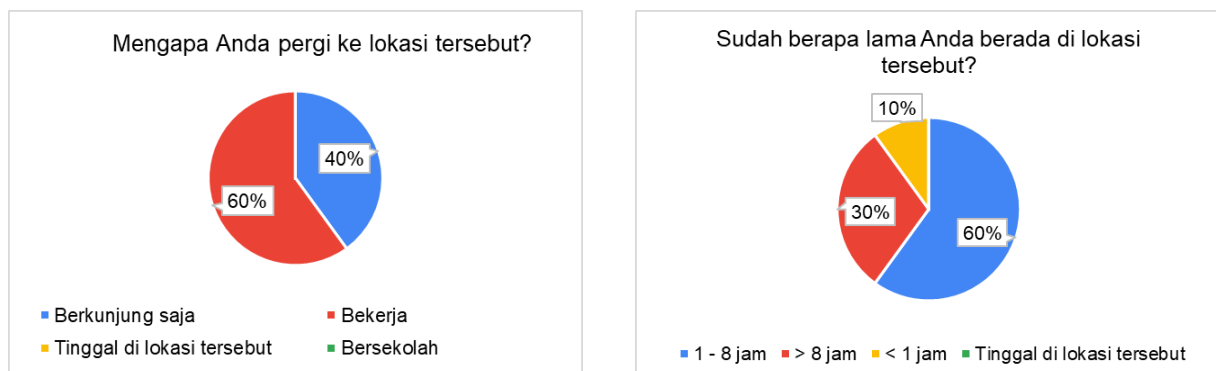 Mengapa Anda pergi ke lokasi tersebut?
40%
60%
Berkunjung saja
Bekerja
Tinggal di lokasi tersebut
Bersekolah
Sudah berapa lama Anda berada di lokasi
tersebut?
10%
30%
60%
1 - 8 jam
> 8 jam
< 1 jam
Tinggal di lokasi tersebut